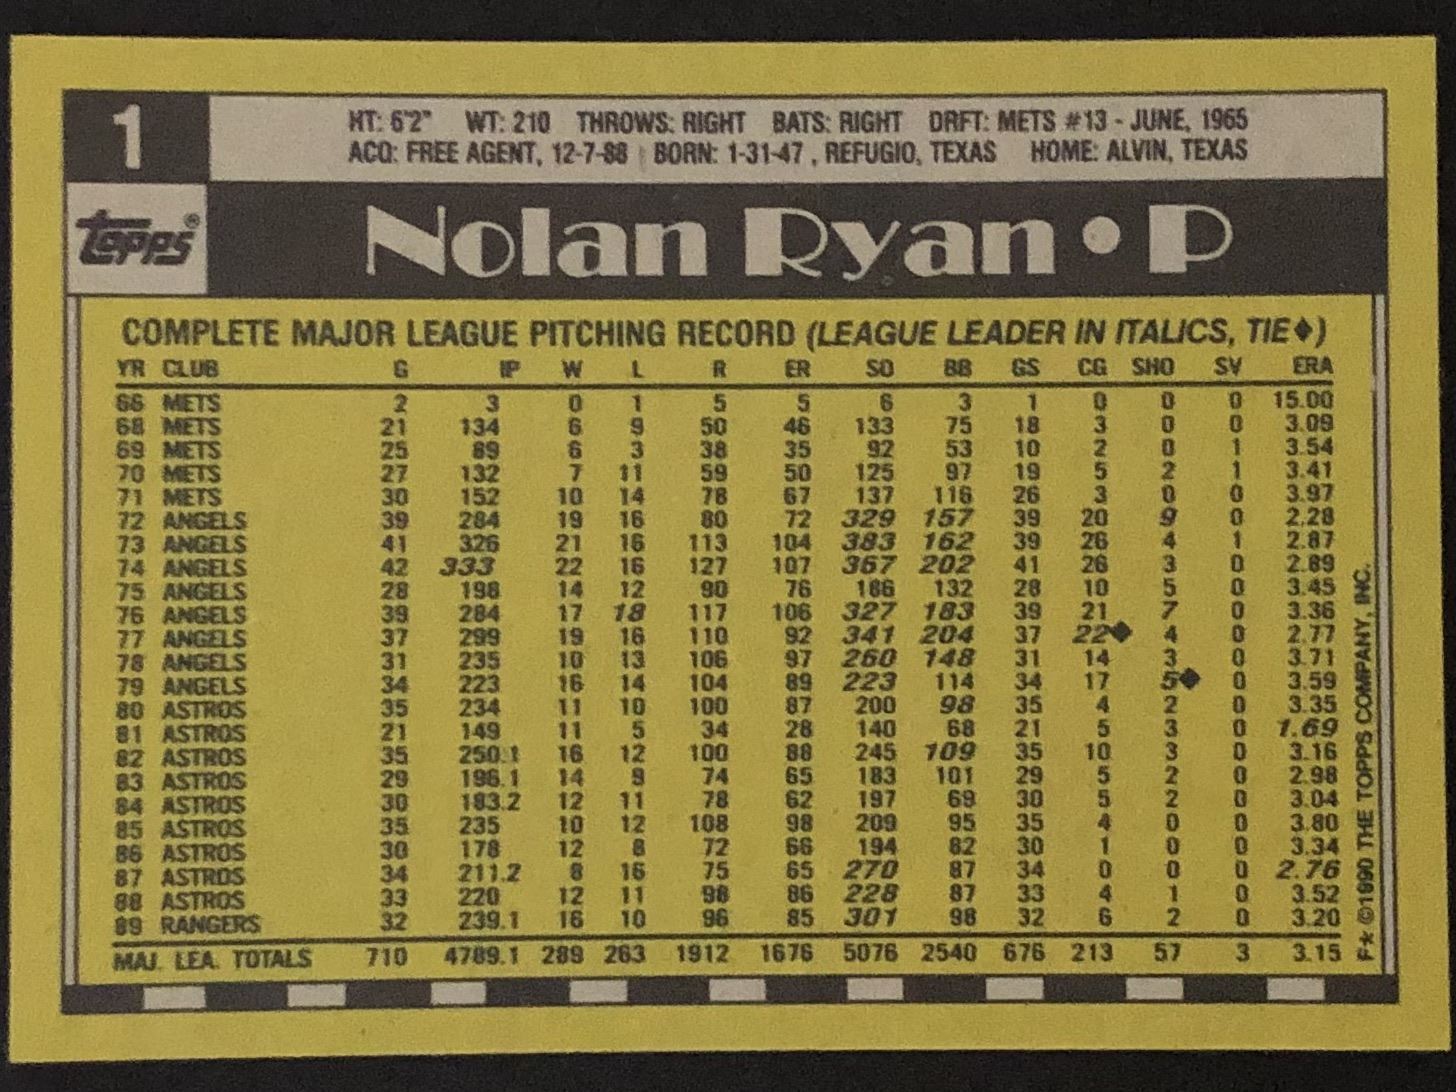 1
HT: 6'2" WT: 210 THROWS: RIGHT BATS: RIGHT DRFT: METS #13 - JUNE, 1965
ACQ: FREE AGENT, 12-7-88 BORN: 1-31-47, REFUGIO, TEXAS HOME: ALVIN, TEXAS
topps®
Nolan Ryan • P
COMPLETE MAJOR LEAGUE PITCHING RECORD (LEAGUE LEADER IN ITALICS, TIE♦)
YR CLUB G IP W L R ER SO BB GS CG SHO SV ERA
66 METS 2 3 0 1 5 5 6 3 1 0 0 0 15.00
68 METS 21 134 6 9 50 46 133 75 18 3 0 0 3.09
69 METS 25 89 6 3 38 35 92 53 10 2 0 1 3.54
70 METS 27 132 7 11 59 50 125 97 19 5 2 1 3.41
71 METS 30 152 10 14 78 67 137 116 26 3 0 0 3.97
72 ANGELS 39 284 19 16 80 72 329 157 39 20 9 0 2.28
73 ANGELS 41 326 21 16 113 104 383 162 39 26 4 1 2.87
74 ANGELS 42 333 22 16 127 107 367 202 41 26 3 0 2.89
75 ANGELS 28 198 14 12 90 76 186 132 28 10 5 0 3.45
76 ANGELS 39 284 17 18 117 106 327 183 39 21 7 0 3.36
77 ANGELS 37 299 19 16 110 92 341 204 37 22♦ 4 0 2.77
78 ANGELS 31 235 10 13 106 97 260 148 31 14 3 0 3.71
79 ANGELS 34 223 16 14 104 89 223 114 34 17 5♦ 0 3.59
80 ASTROS 35 234 11 10 100 87 200 98 35 4 2 0 3.35
81 ASTROS 21 149 11 5 34 28 140 68 21 5 3 0 1.69
82 ASTROS 35 250.1 16 12 100 88 245 109 35 10 3 0 3.16
83 ASTROS 29 196.1 14 9 74 65 183 101 29 5 2 0 2.98
84 ASTROS 30 183.2 12 11 78 62 197 69 30 5 2 0 3.04
85 ASTROS 35 235 10 12 108 98 209 95 35 4 0 0 3.80
86 ASTROS 30 178 12 8 72 66 194 82 30 1 0 0 3.34
87 ASTROS 34 211.2 8 16 75 65 270 87 34 0 0 0 2.76
88 ASTROS 33 220 12 11 98 86 228 87 33 4 1 0 3.52
89 RANGERS 32 239.1 16 10 96 85 301 98 32 6 2 0 3.20
MAJ. LEA. TOTALS 710 4789.1 289 263 1912 1676 5076 2540 676 213 57 3 3.15
F★ ©1990 THE TOPPS COMPANY, INC.